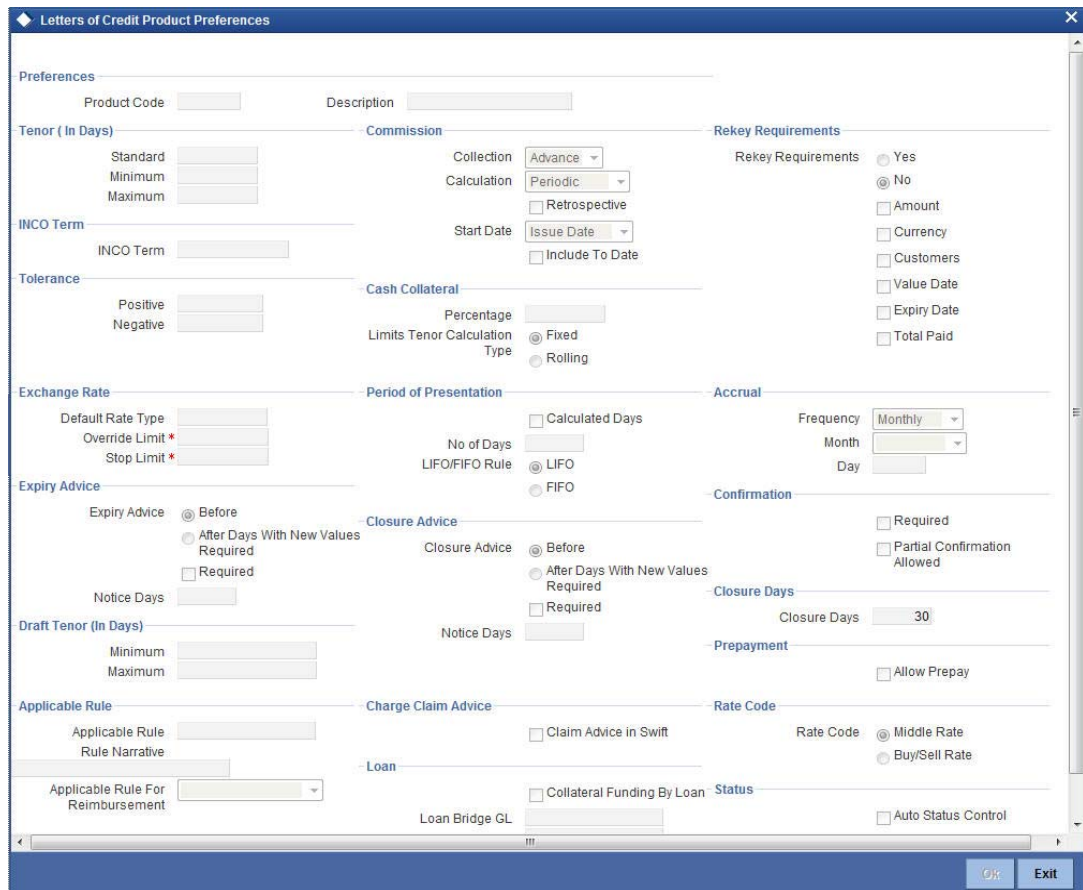 Letters of Credit Product Preferences
Preferences
Product Code
Description
Tenor ( In Days)
Standard
Minimum
Maximum
INCO Term
INCO Term
Tolerance
Positive
Negative
Commission
Collection Advance
Calculation Periodic
Retrospective
Start Date Issue Date
Include To Date
Cash Collateral
Percentage
Limits Tenor Calculation
Type
Fixed
Rolling
Rekey Requirements
Rekey Requirements
Yes
No
Amount
Currency
Customers
Value Date
Expiry Date
Total Paid
Exchange Rate
Default Rate Type
Override Limit *
Stop Limit *
Expiry Advice
Expiry Advice
Before
After Days With New Values
Required
Required
Notice Days
Draft Tenor (In Days)
Minimum
Maximum
Period of Presentation
Calculated Days
No of Days
LIFO/FIFO Rule
LIFO
FIFO
Closure Advice
Closure Advice
Before
After Days With New Values
Required
Required
Notice Days
Accrual
Frequency Monthly
Month
Day
Confirmation
Required
Partial Confirmation
Allowed
Closure Days
Closure Days 30
Prepayment
Allow Prepay
Applicable Rule
Applicable Rule
Rule Narrative
Applicable Rule For
Reimbursement
Charge Claim Advice
Claim Advice in Swift
Loan
Collateral Funding By Loan
Loan Bridge GL
Rate Code
Rate Code
Middle Rate
Buy/Sell Rate
Status
Auto Status Control
Ok
Exit